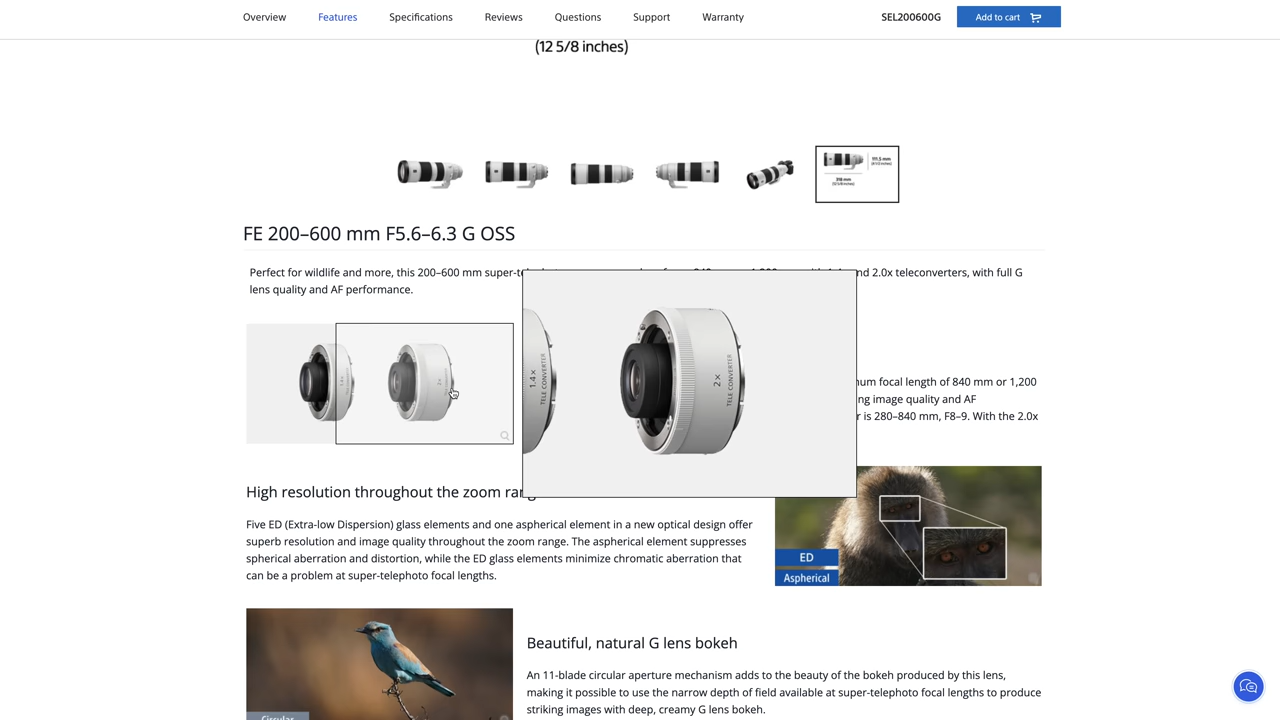 Overview Features Specifications Reviews Questions Support Warranty SEL200600G Add to cart
(12 5/8 inches)
111.5 mm
318 mm
FE 200–600 mm F5.6–6.3 G OSS
Perfect for wildlife and more, this 200–600 mm super-te and 2.0x teleconverters, with full G
lens quality and AF performance.
1.4x
TELE CONVERTER
2x
TELE CONVERTER
num focal length of 840 mm or 1,200
ng image quality and AF
r is 280–840 mm, F8–9. With the 2.0x
High resolution throughout the zoom rang
Five ED (Extra-low Dispersion) glass elements and one aspherical element in a new optical design offer
superb resolution and image quality throughout the zoom range. The aspherical element suppresses
spherical aberration and distortion, while the ED glass elements minimize chromatic aberration that
can be a problem at super-telephoto focal lengths.
ED
Aspherical
Circular
Beautiful, natural G lens bokeh
An 11-blade circular aperture mechanism adds to the beauty of the bokeh produced by this lens,
making it possible to use the narrow depth of field available at super-telephoto focal lengths to produce
striking images with deep, creamy G lens bokeh.